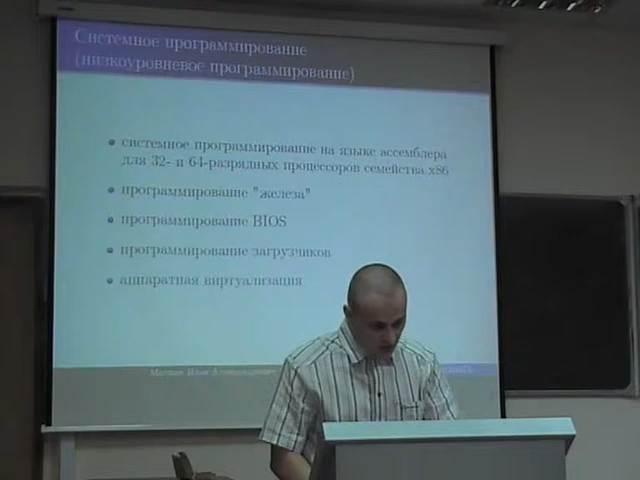 Системное программирование
(низкоуровневое программирование)
системное программирование на языке ассемблера
для 32- и 64-разрядных процессоров семейства x86
программирование "железа"
программирование BIOS
программирование загрузчиков
аппаратная виртуализация